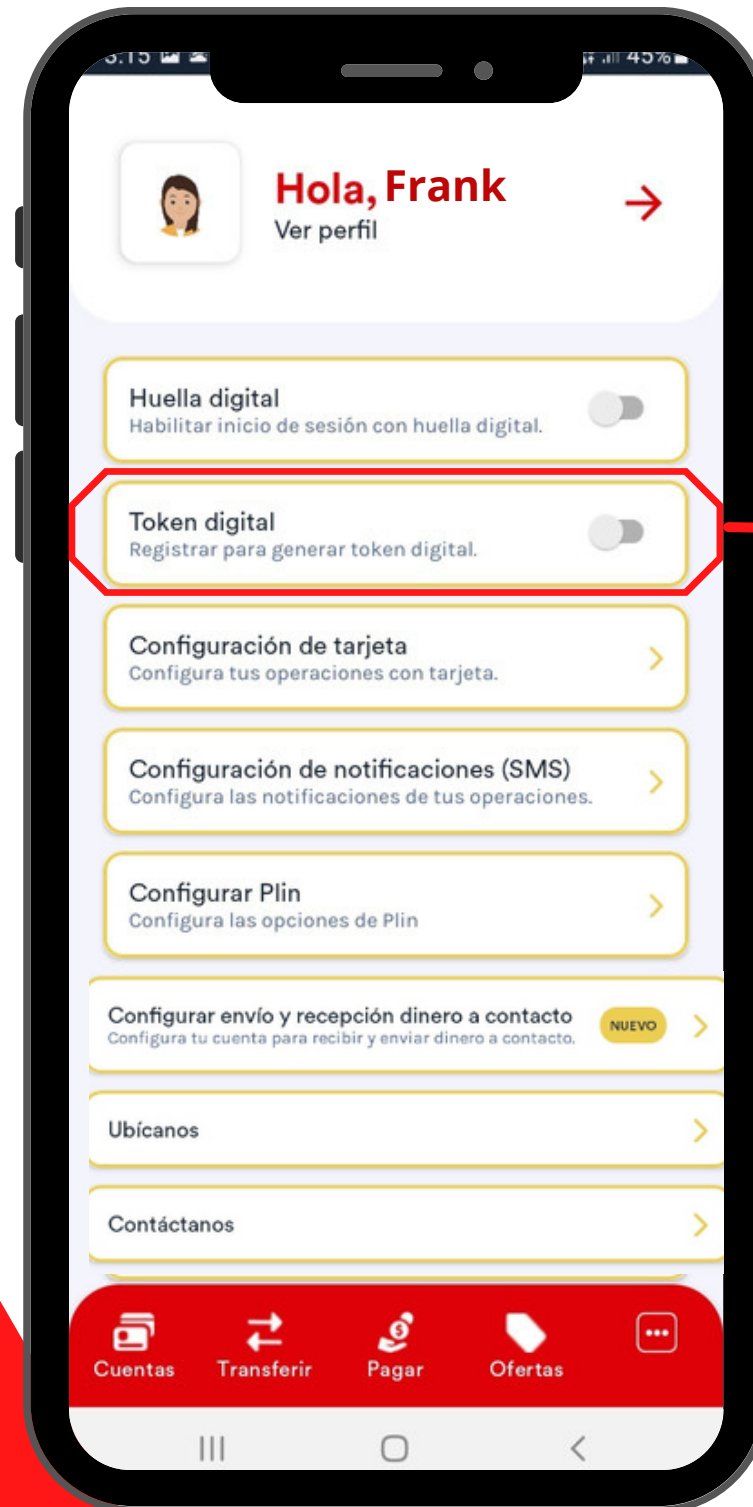 3:15 45%
Hola, Frank
Ver perfil
Huella digital
Habilitar inicio de sesión con huella digital.
Token digital
Registrar para generar token digital.
Configuración de tarjeta
Configura tus operaciones con tarjeta.
Configuración de notificaciones (SMS)
Configura las notificaciones de tus operaciones.
Configurar Plin
Configura las opciones de Plin
Configurar envío y recepción dinero a contacto
Configura tu cuenta para recibir y enviar dinero a contacto.
NUEVO
Ubícanos
Contáctanos
Cuentas Transferir Pagar Ofertas